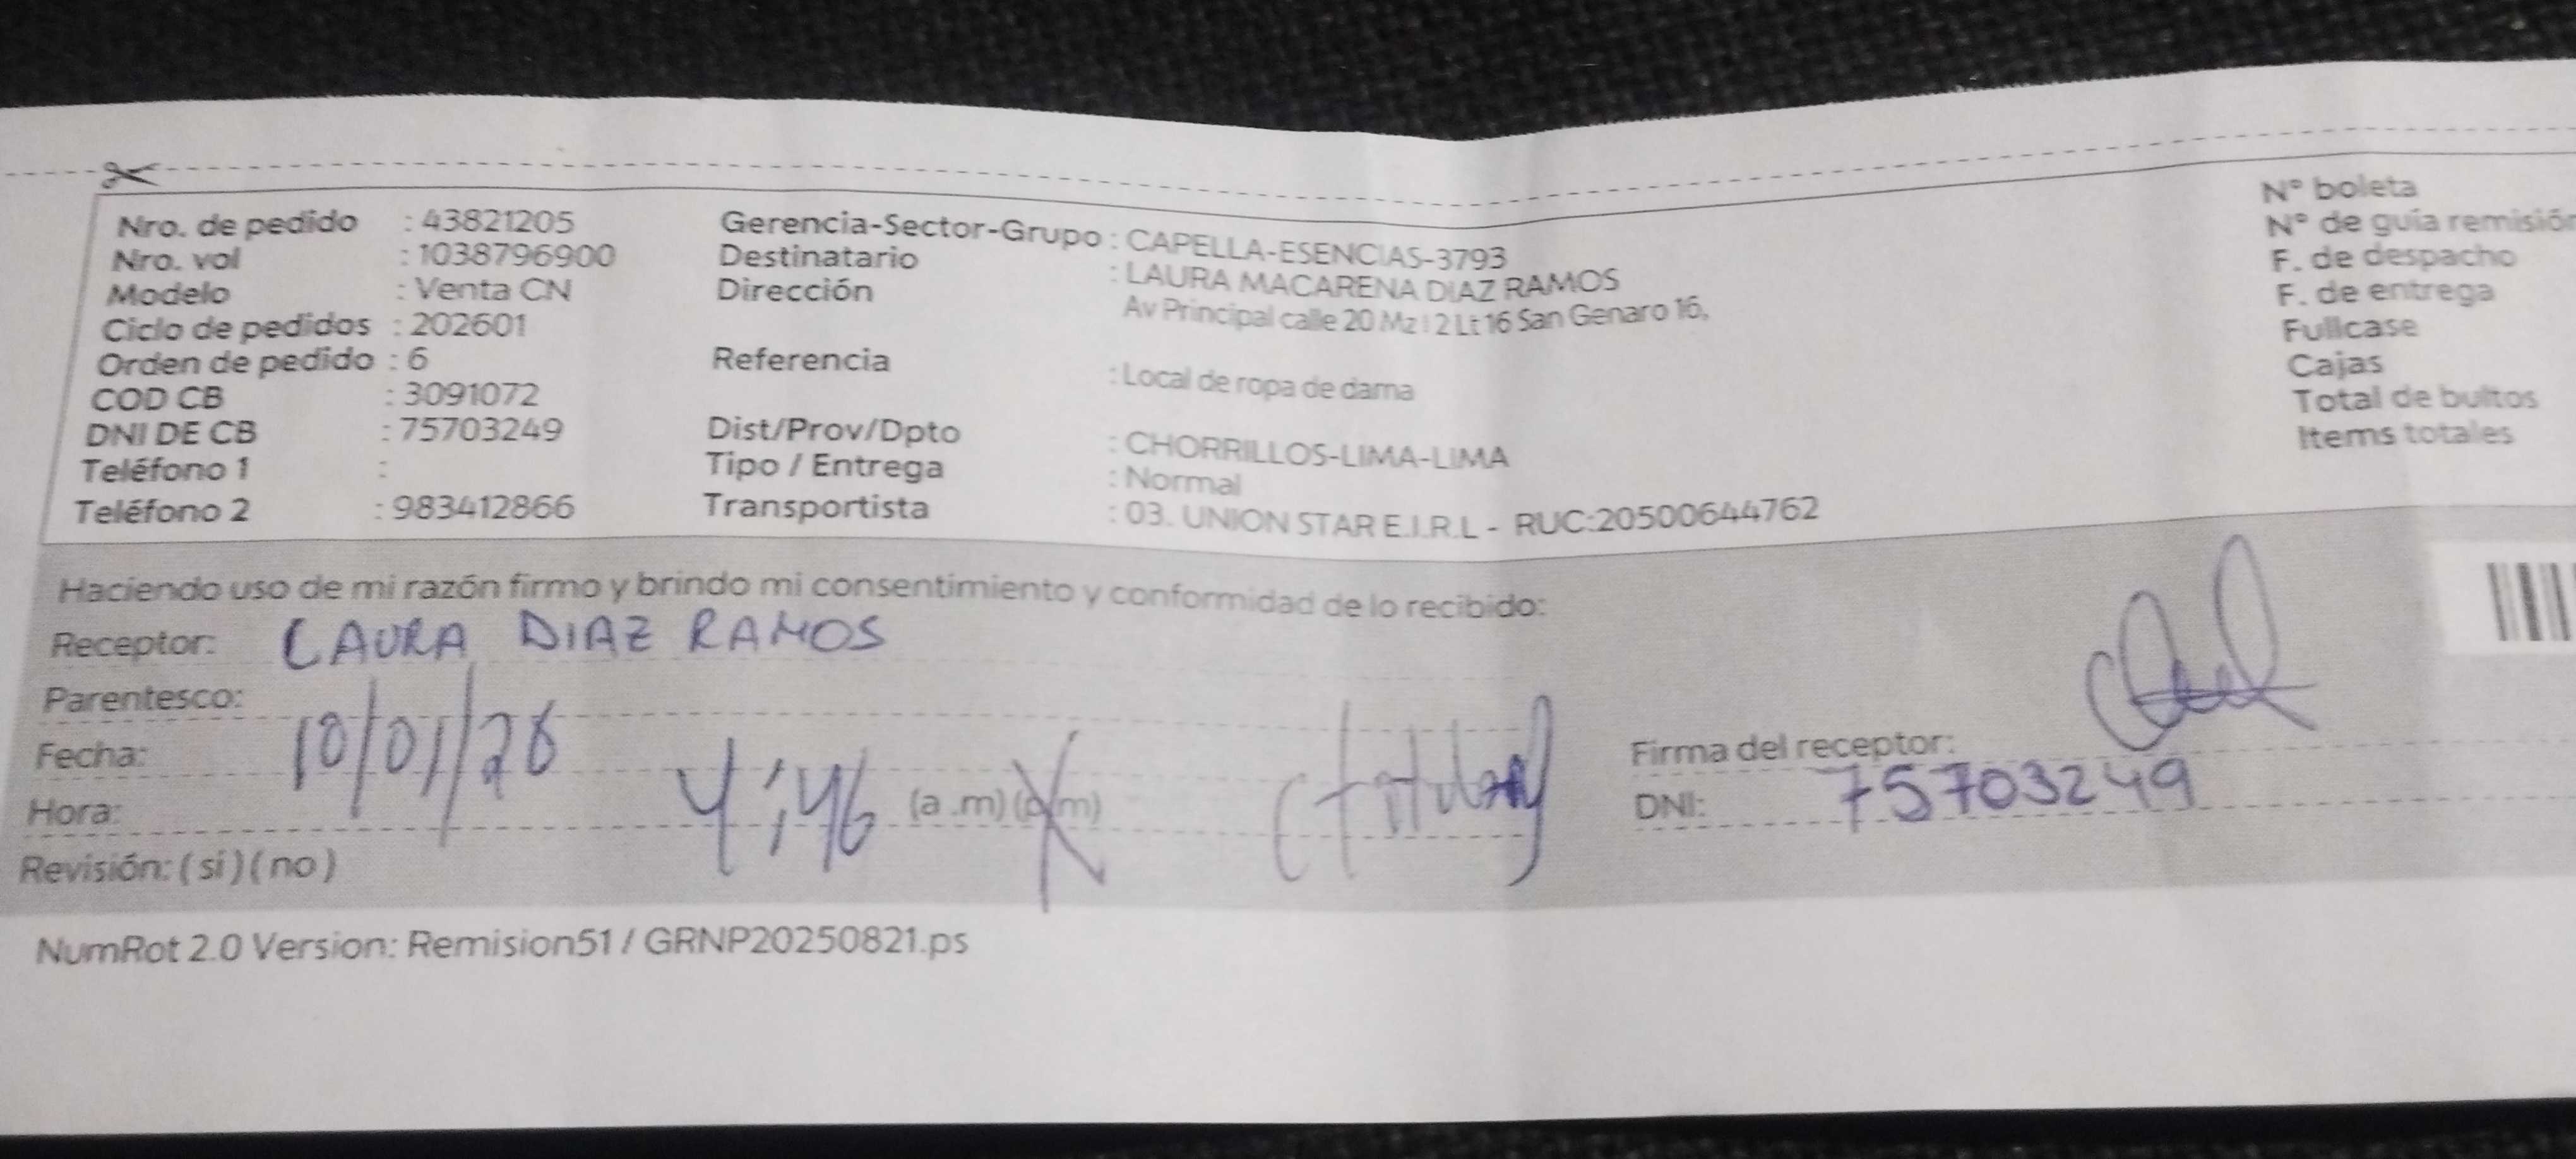 Nro. de pedido : 43821205
Nro. vol : 1038796900
Modelo : Venta CN
Ciclo de pedidos : 202601
Orden de pedido : 6
COD CB : 3091072
DNI DE CB : 75703249
Teléfono 1 :
Teléfono 2 : 983412866
Gerencia-Sector-Grupo : CAPELLA-ESENCIAS-3793
Destinatario : LAURA MACARENA DIAZ RAMOS
Dirección Av Principal calle 20 Mz I 2 Lt 16 San Genaro 16,
Referencia : Local de ropa de dama
Dist/Prov/Dpto : CHORRILLOS-LIMA-LIMA
Tipo / Entrega : Normal
Transportista : 03. UNION STAR E.I.R.L - RUC:20500644762
N° boleta
N° de guía remisión
F. de despacho
F. de entrega
Fullcase
Cajas
Total de bultos
Items totales
Haciendo uso de mi razón firmo y brindo mi consentimiento y conformidad de lo recibido:
Receptor: LAURA DIAZ RAMOS
Parentesco:
Fecha: 10/01/26
Hora: 4:46 (a .m) (p.m) (titular)
Revisión: ( si ) ( no )
Firma del receptor:
DNI: 75703249
NumRot 2.0 Version: Remision51 / GRNP20250821.ps